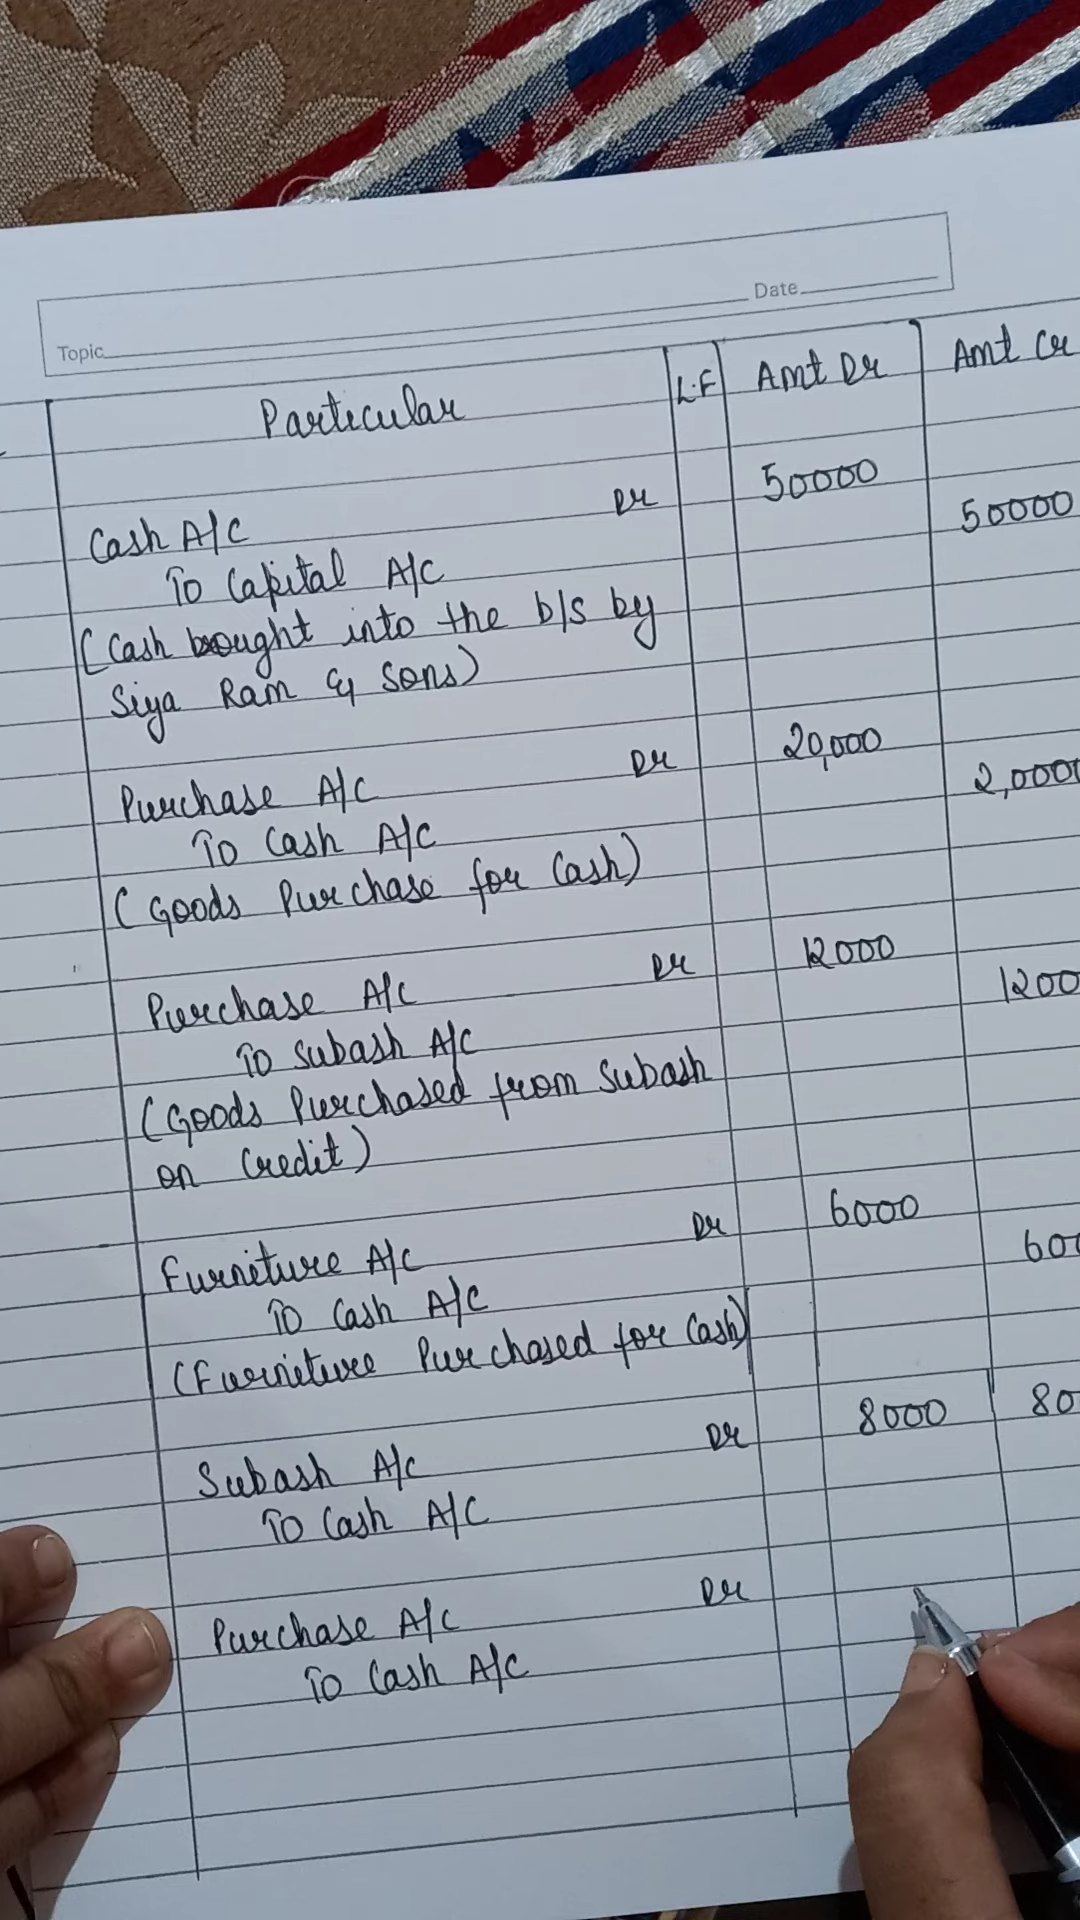 Topic
Date
Particular
L.F
Amt Dr
Amt Cr
Cash A/C Dr 50000
To Capital A/C 50000
(Cash bought into the b/s by
Siya Ram & Sons)
Purchase A/C Dr 20,000
To Cash A/C 2,000
(Goods Purchase for Cash)
Purchase A/C Dr 12000
To Subash A/C 1200
(Goods Purchased from Subash
on Credit)
Furniture A/C Dr 6000
To Cash A/C 600
(Furniture Purchased for Cash)
Subash A/C Dr 8000 80
To Cash A/C
Purchase A/C Dr
To Cash A/C